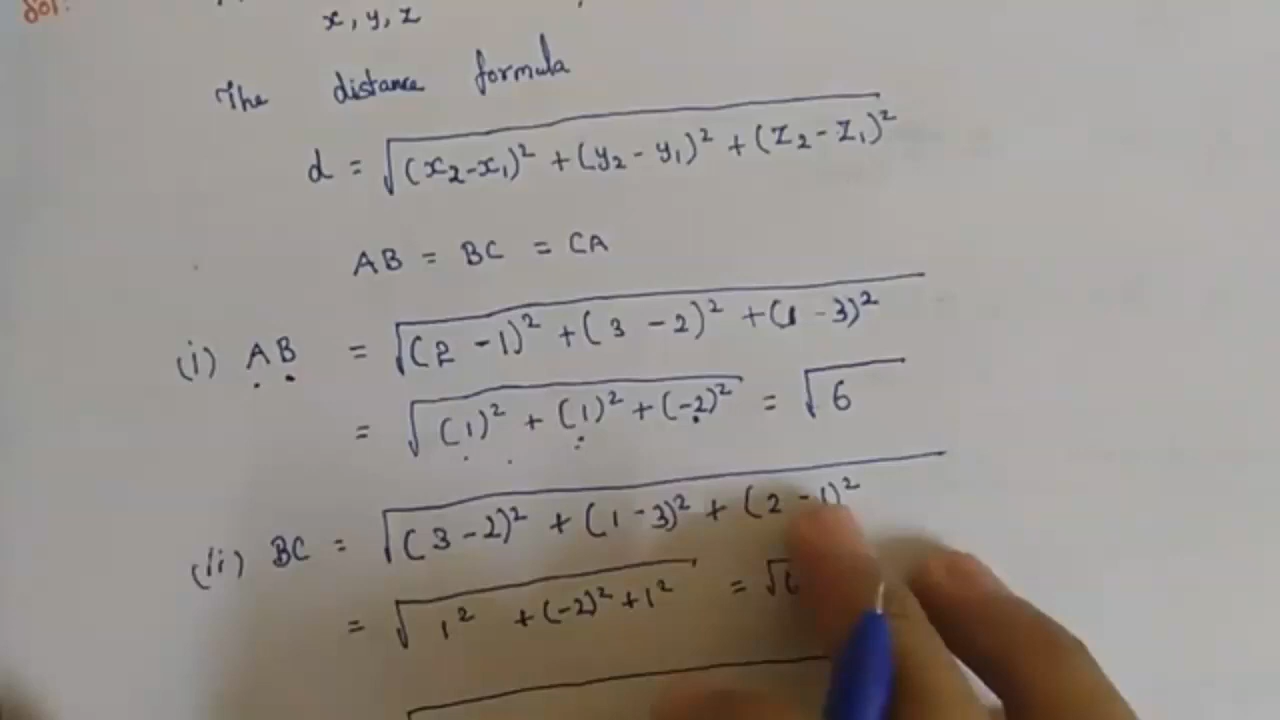 Sol:
x, y, z
The distance formula
d = √(x₂-x₁)² + (y₂ - y₁)² + (z₂ - z₁)²
AB = BC = CA
(i) AB = √(2 - 1)² + (3 - 2)² + (1 - 3)²
= √(1)² + (1)² + (-2)² = √6
(ii) BC = √(3 - 2)² + (1 - 3)² + (2 - 1)²
= √1² + (-2)² + 1² = √